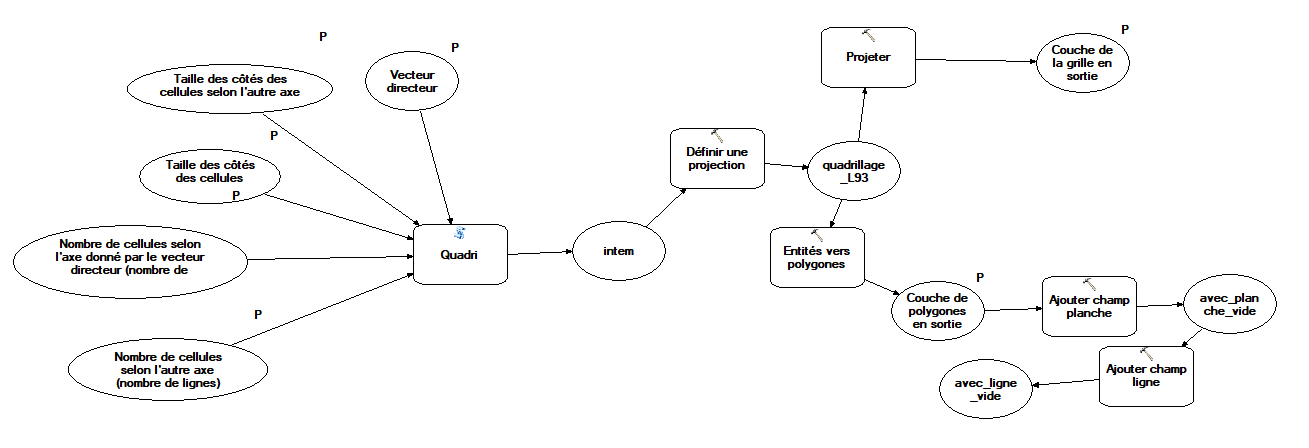 P
Taille des côtés des
cellules selon l'autre axe
P
Vecteur
directeur
P
Taille des côtés
des cellules
P
Nombre de cellules selon
l'axe donné par le vecteur
directeur (nombre de
P
Nombre de cellules
selon l'autre axe
(nombre de lignes)
Quadri
intem
Définir une
projection
quadrillage
_L93
Projeter
P
Couche de
la grille en
sortie
Entités vers
polygones
P
Couche de
polygones
en sortie
Ajouter champ
planche
avec_plan
che_vide
Ajouter champ
ligne
avec_ligne
_vide